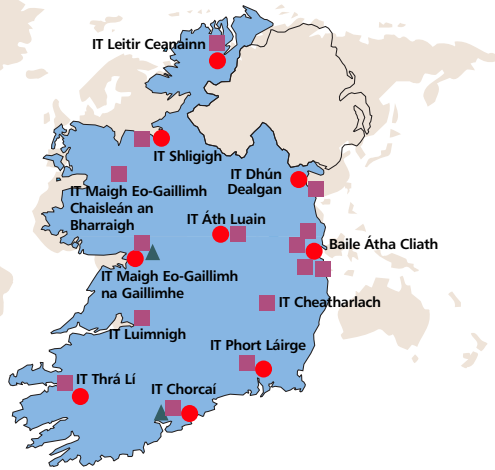 IT Leitir Ceanainn
IT Shligigh
IT Dhún
Dealgan
IT Maigh Eo-Gaillimh
Chaisleán an
Bharraigh
IT Áth Luain
Baile Átha Cliath
IT Maigh Eo-Gaillimh
na Gaillimhe
IT Cheatharlach
IT Luimnigh
IT Phort Láirge
IT Thrá Lí
IT Chorcaí